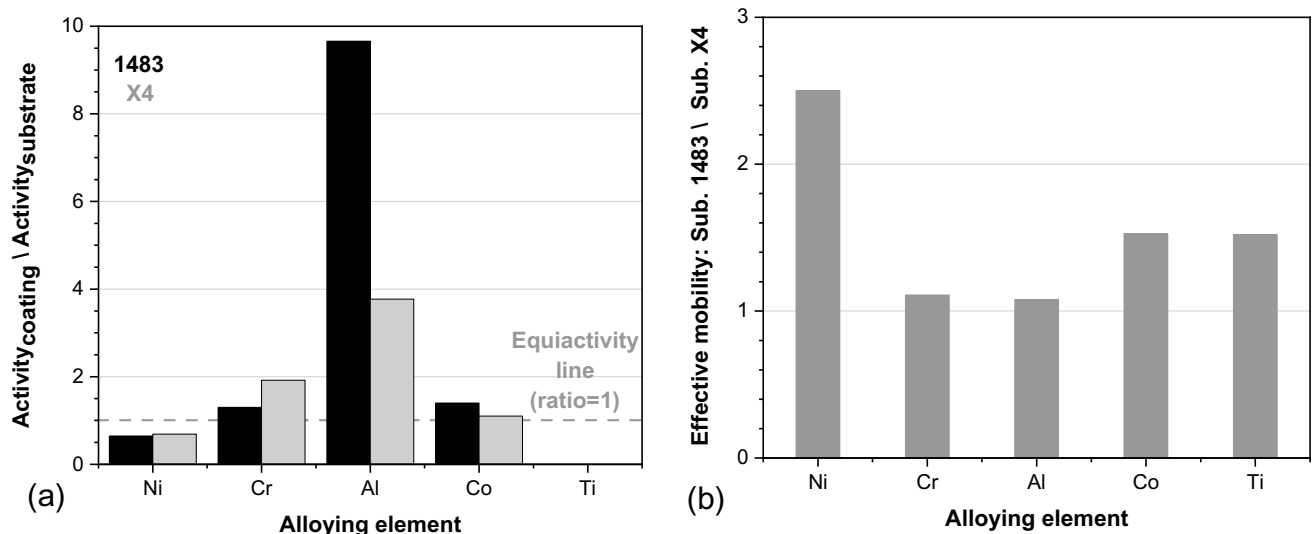 10
8
6
4
2
0
Activitycoating \ Activitysubstrate
1483
X4
Equiactivity
line
(ratio=1)
Ni Cr Al Co Ti
(a)
Alloying element
(b)
3
2
1
0
Effective mobility: Sub. 1483 \ Sub. X4
Ni Cr Al Co Ti
(b)
Alloying element